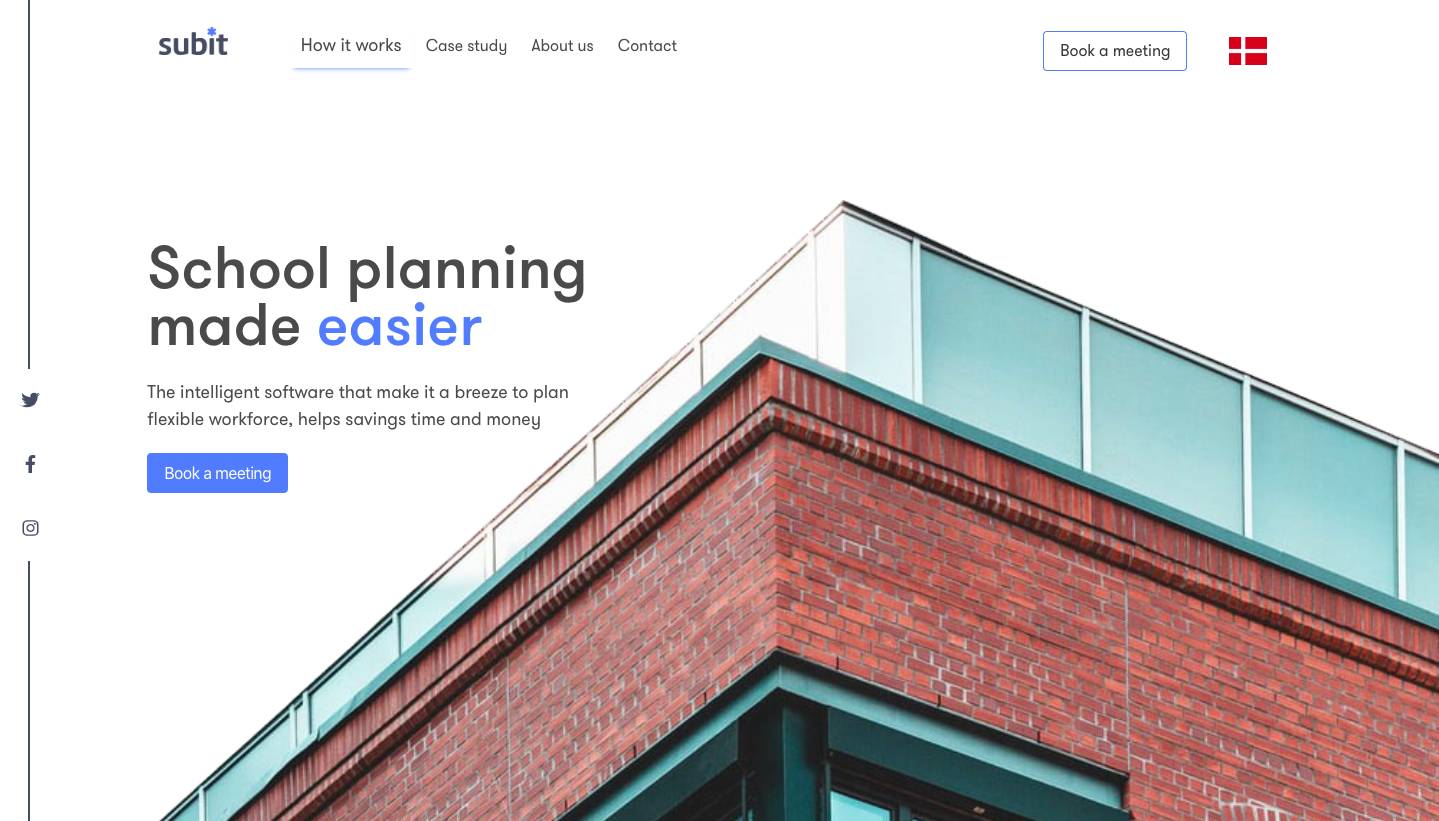 subit
How it works
Case study
About us
Contact
Book a meeting
School planning
made easier
The intelligent software that make it a breeze to plan
flexible workforce, helps savings time and money
Book a meeting